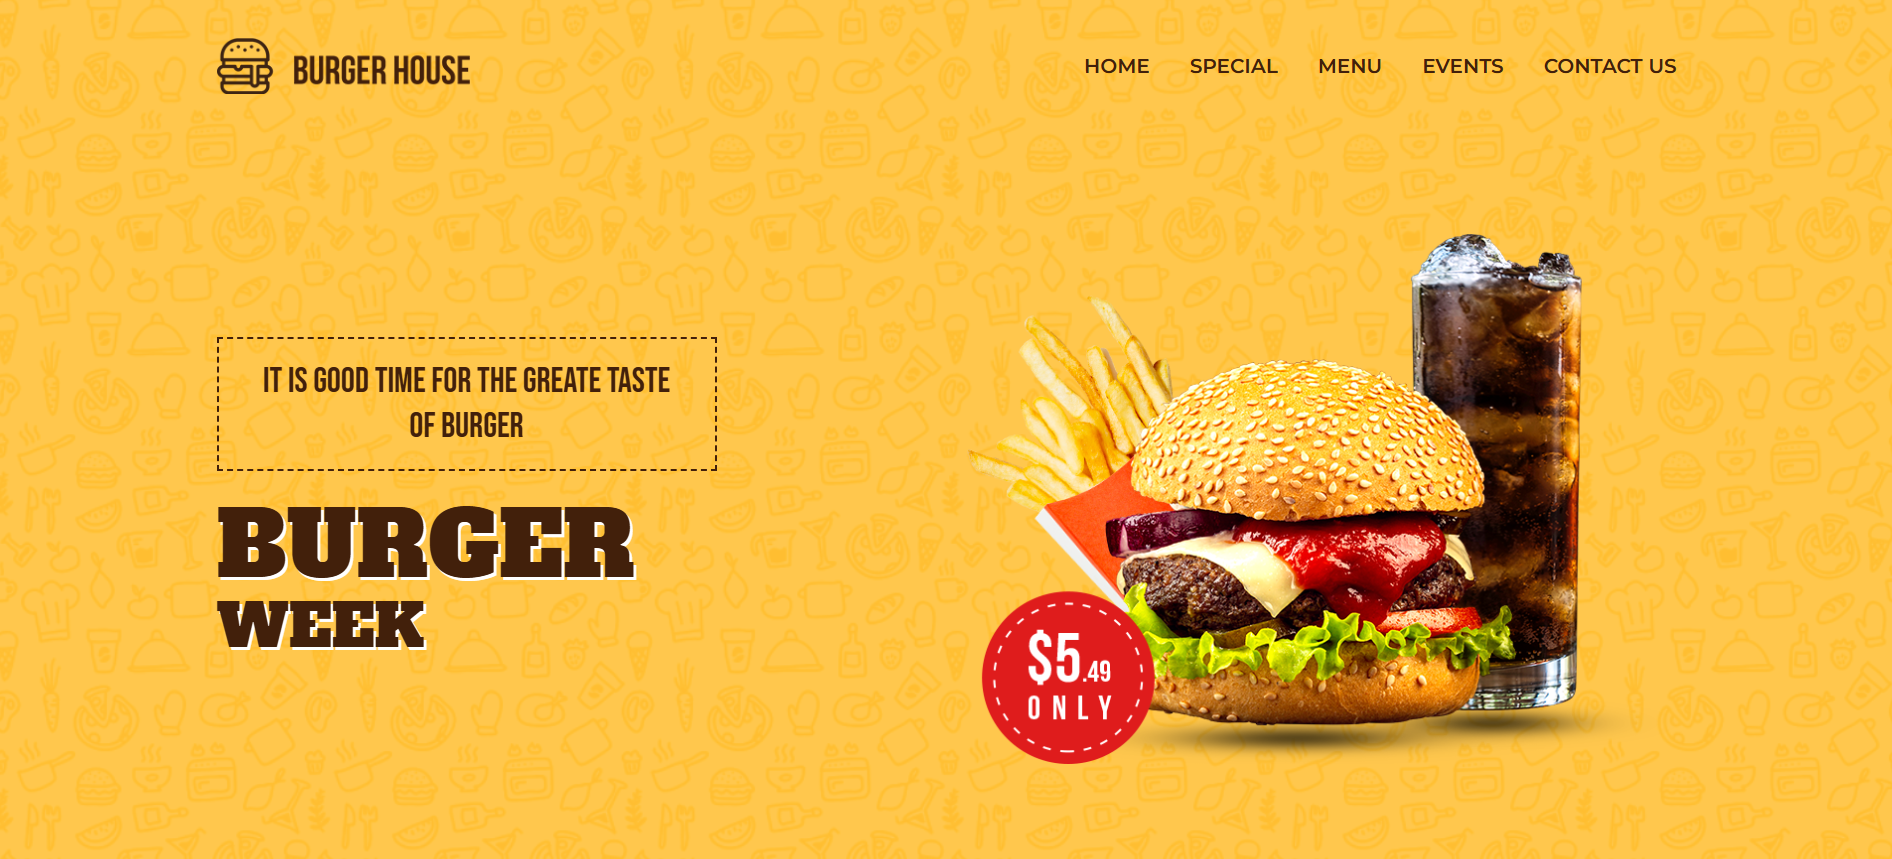 BURGER HOUSE
HOME SPECIAL MENU EVENTS CONTACT US
IT IS GOOD TIME FOR THE GREATE TASTE
OF BURGER
BURGER
WEEK
$5.49
ONLY